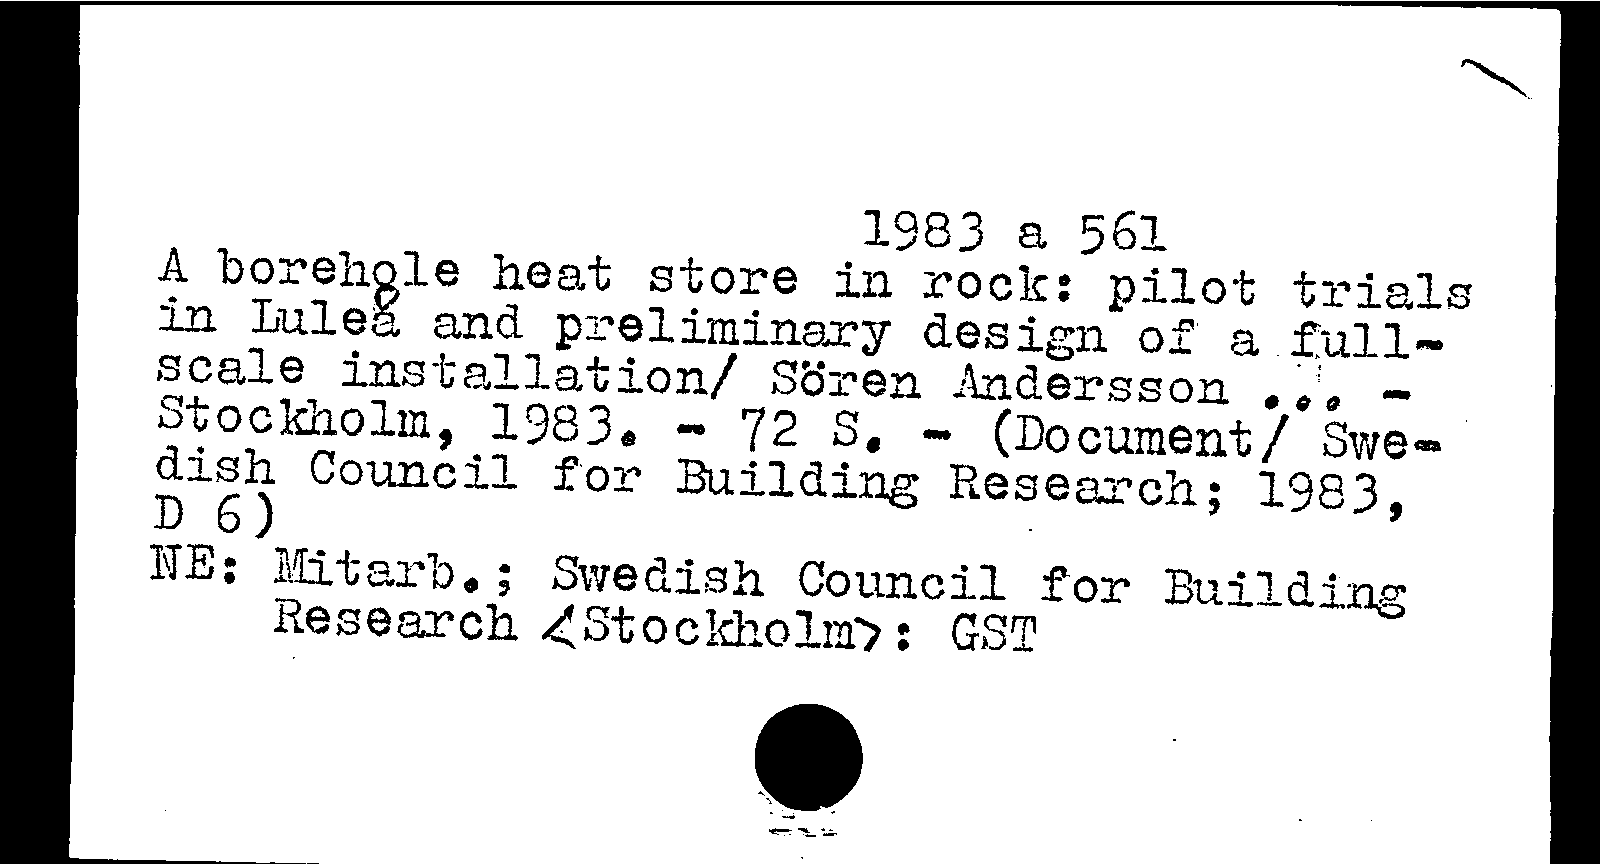 1983 a 561
A borehole heat store in rock: pilot trials
in Luleå and preliminary design of a full-
scale installation/ Sören Andersson ... -
Stockholm, 1983. - 72 S. - (Document/ Swe-
dish Council for Building Research; 1983,
D 6)
NE: Mitarb.; Swedish Council for Building
Research <Stockholm>: GST